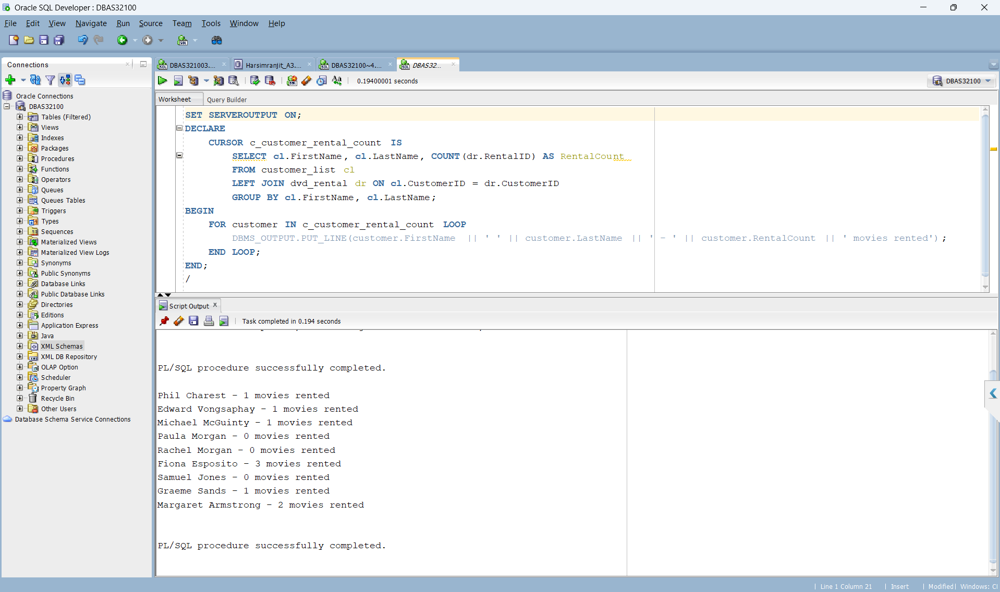 Oracle SQL Developer : DBAS32100
File Edit View Navigate Run Source Team Tools Window Help
Connections
DBAS321003....
Harsimranjit_A3....
DBAS32100~4....
DBAS32...
0.19400001 seconds
DBAS32100
Worksheet
Query Builder
Oracle Connections
DBAS32100
Tables (Filtered)
Views
Indexes
Packages
Procedures
Functions
Operators
Queues
Queues Tables
Triggers
Types
Sequences
Materialized Views
Materialized View Logs
Synonyms
Public Synonyms
Database Links
Public Database Links
Directories
Editions
Application Express
Java
XML Schemas
XML DB Repository
OLAP Option
Scheduler
Property Graph
Recycle Bin
Other Users
Database Schema Service Connections
SET SERVEROUTPUT ON;
DECLARE
CURSOR c_customer_rental_count IS
SELECT cl.FirstName, cl.LastName, COUNT(dr.RentalID) AS RentalCount
FROM customer_list cl
LEFT JOIN dvd_rental dr ON cl.CustomerID = dr.CustomerID
GROUP BY cl.FirstName, cl.LastName;
BEGIN
FOR customer IN c_customer_rental_count LOOP
DBMS_OUTPUT.PUT_LINE(customer.FirstName || ' ' || customer.LastName || ' - ' || customer.RentalCount || ' movies rented');
END LOOP;
END;
/
Script Output
Task completed in 0.194 seconds
PL/SQL procedure successfully completed.
Phil Charest - 1 movies rented
Edward Vongsaphay - 1 movies rented
Michael McGuinty - 1 movies rented
Paula Morgan - 0 movies rented
Rachel Morgan - 0 movies rented
Fiona Esposito - 3 movies rented
Samuel Jones - 0 movies rented
Graeme Sands - 1 movies rented
Margaret Armstrong - 2 movies rented
PL/SQL procedure successfully completed.
Line 1 Column 21 | Insert | Modified | Windows: Cl